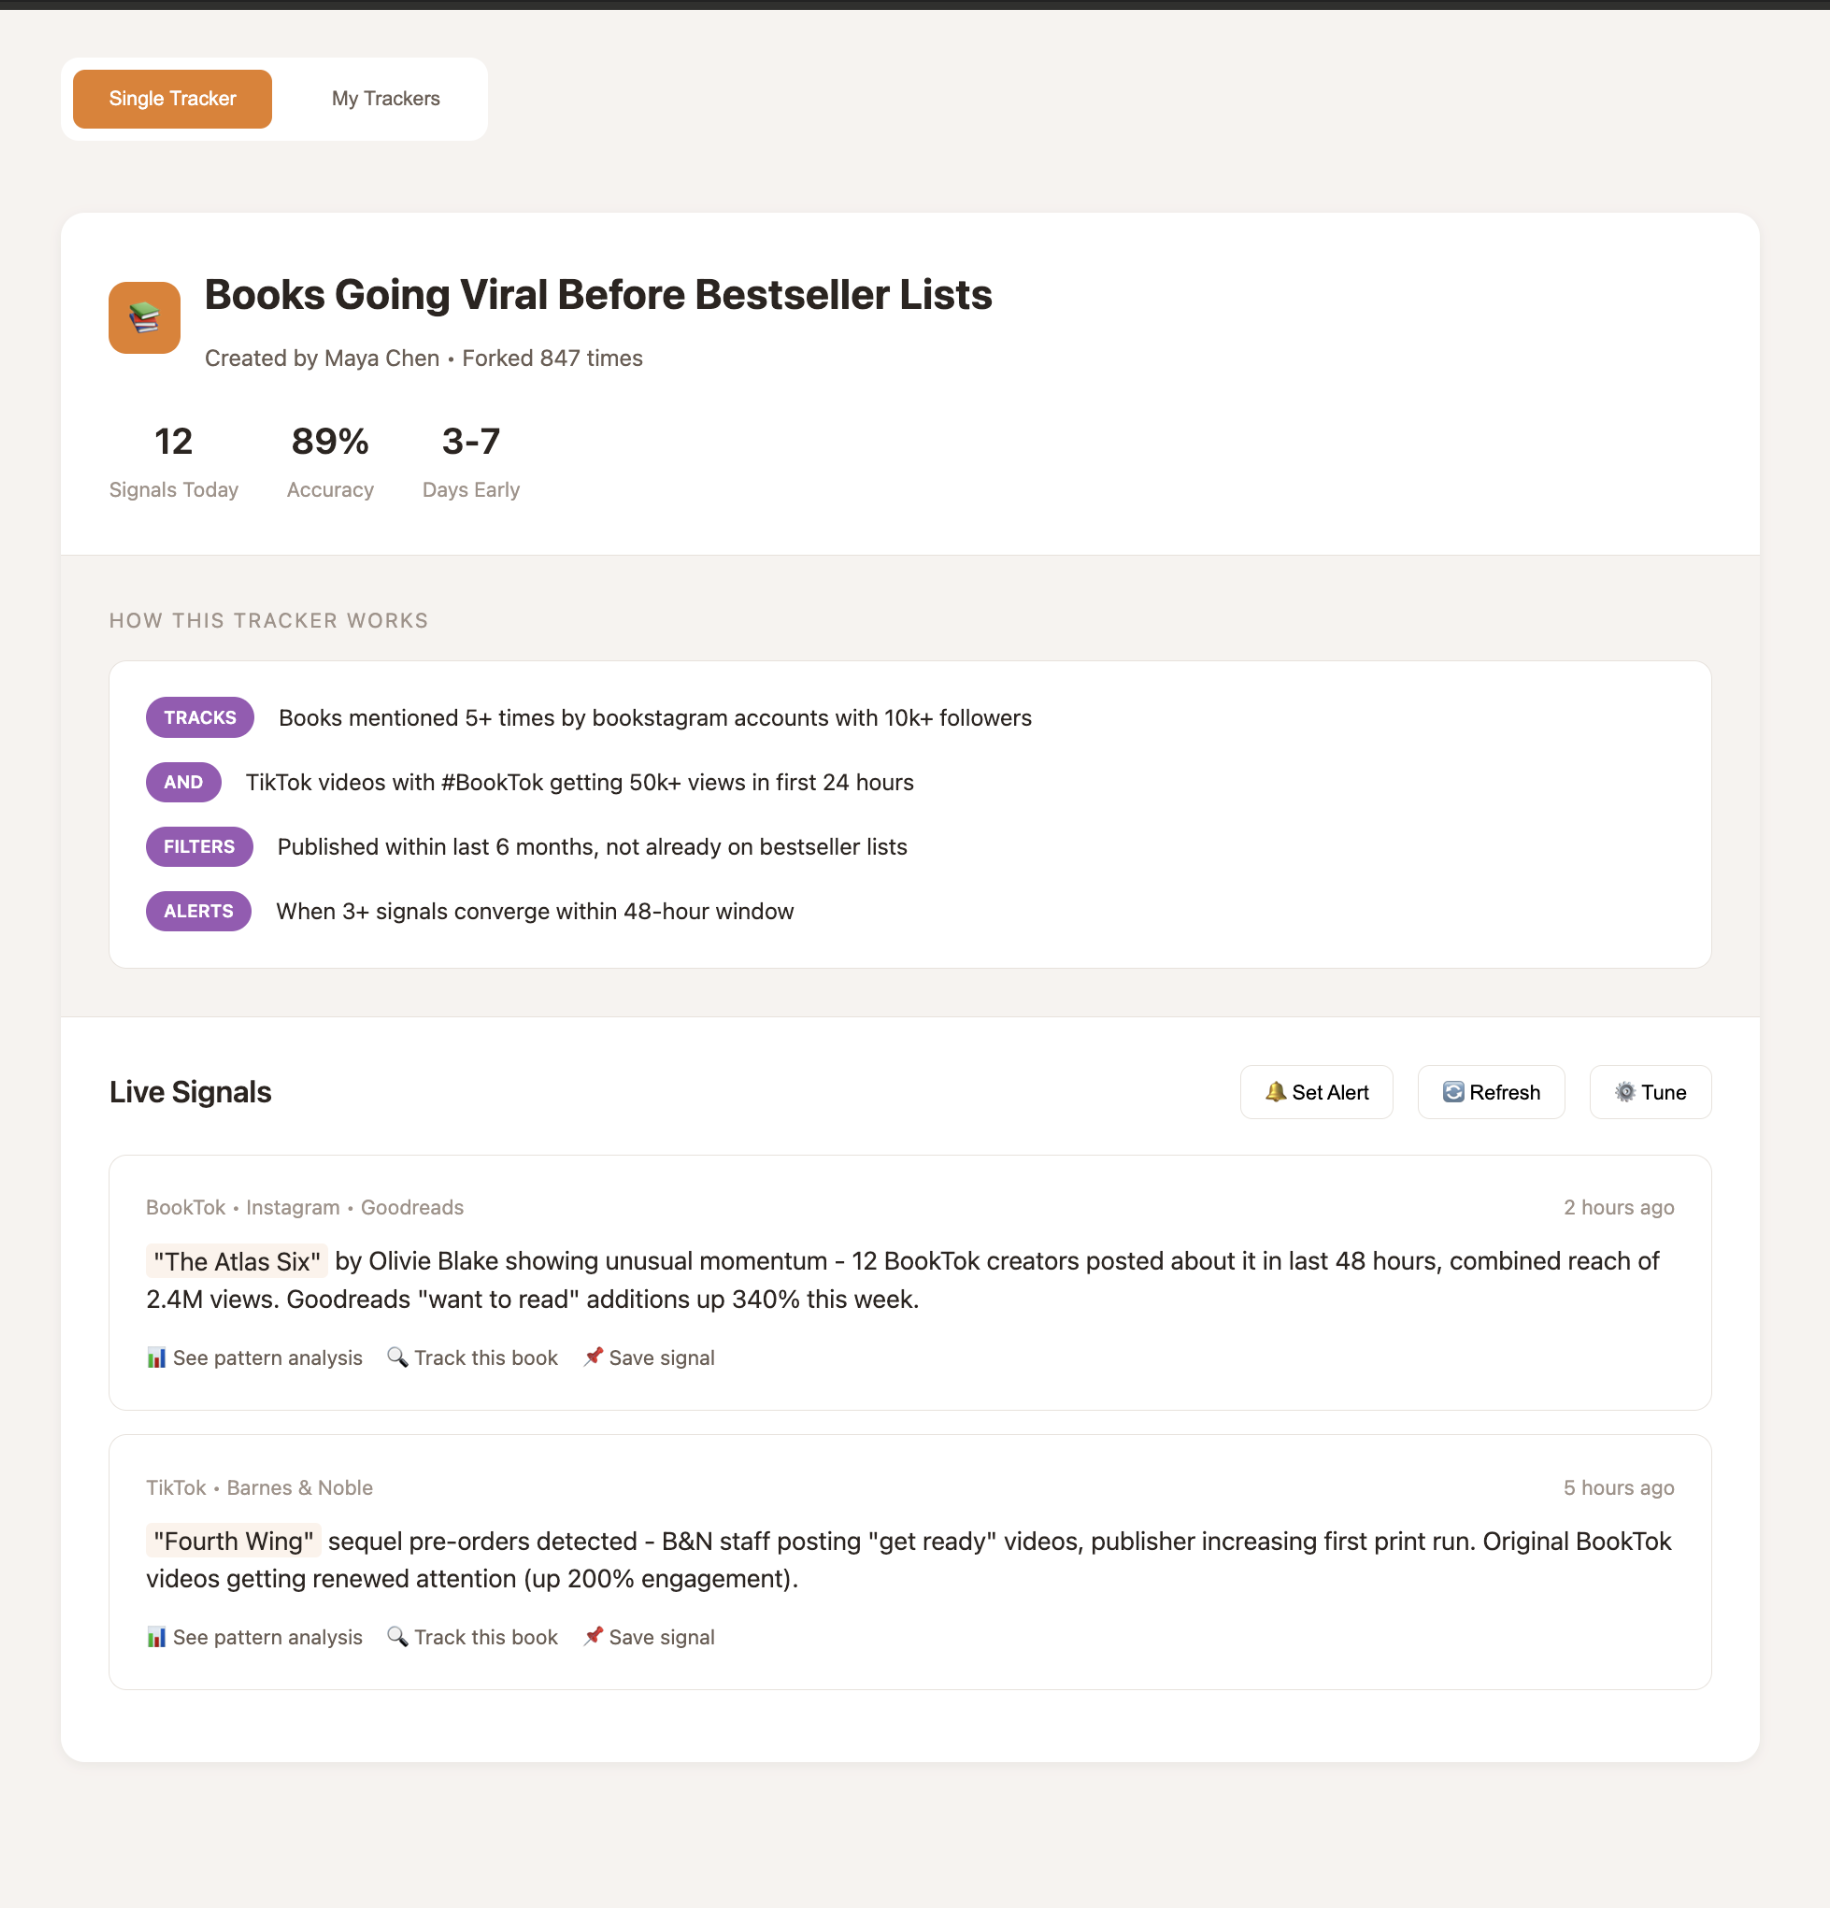 Single Tracker
My Trackers
Books Going Viral Before Bestseller Lists
Created by Maya Chen • Forked 847 times
12
Signals Today
89%
Accuracy
3-7
Days Early
HOW THIS TRACKER WORKS
TRACKS Books mentioned 5+ times by bookstagram accounts with 10k+ followers
AND TikTok videos with #BookTok getting 50k+ views in first 24 hours
FILTERS Published within last 6 months, not already on bestseller lists
ALERTS When 3+ signals converge within 48-hour window
Live Signals
Set Alert
Refresh
Tune
BookTok • Instagram • Goodreads
2 hours ago
"The Atlas Six" by Olivie Blake showing unusual momentum - 12 BookTok creators posted about it in last 48 hours, combined reach of
2.4M views. Goodreads "want to read" additions up 340% this week.
See pattern analysis
Track this book
Save signal
TikTok • Barnes & Noble
5 hours ago
"Fourth Wing" sequel pre-orders detected - B&N staff posting "get ready" videos, publisher increasing first print run. Original BookTok
videos getting renewed attention (up 200% engagement).
See pattern analysis
Track this book
Save signal